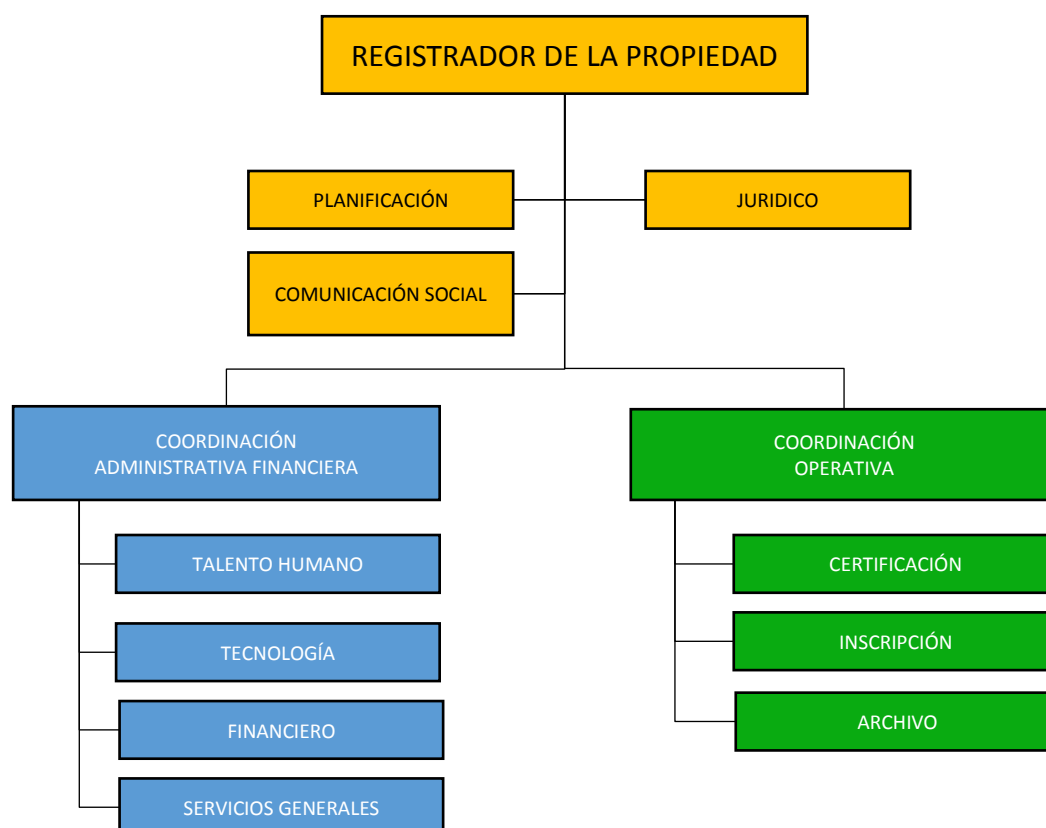 REGISTRADOR DE LA PROPIEDAD
PLANIFICACIÓN
JURIDICO
COMUNICACIÓN SOCIAL
COORDINACIÓN
ADMINISTRATIVA FINANCIERA
COORDINACIÓN
OPERATIVA
TALENTO HUMANO
CERTIFICACIÓN
TECNOLOGÍA
INSCRIPCIÓN
FINANCIERO
ARCHIVO
SERVICIOS GENERALES